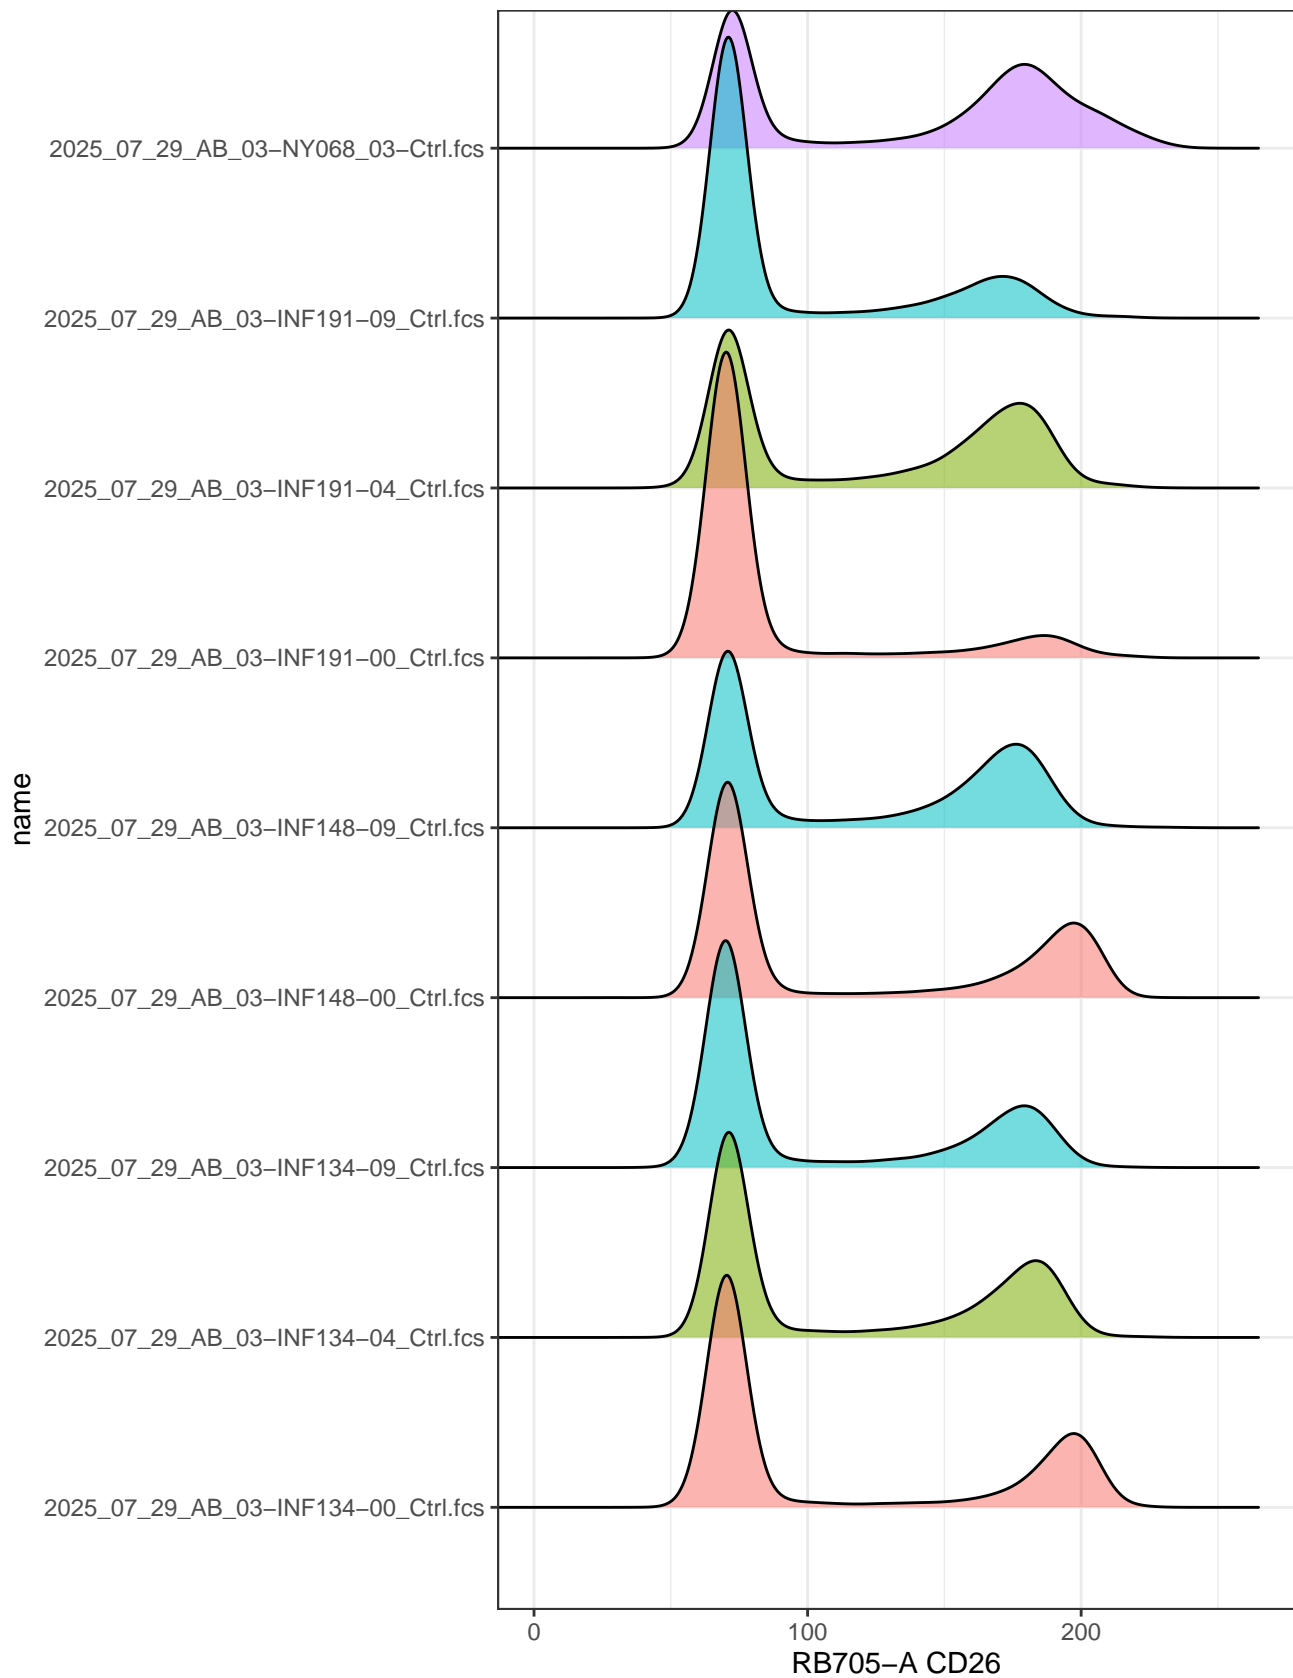 2025_07_29_AB_03−NY068_03−Ctrl.fcs
2025_07_29_AB_03−INF191−09_Ctrl.fcs
2025_07_29_AB_03−INF191−04_Ctrl.fcs
2025_07_29_AB_03−INF191−00_Ctrl.fcs
2025_07_29_AB_03−INF148−09_Ctrl.fcs
2025_07_29_AB_03−INF148−00_Ctrl.fcs
2025_07_29_AB_03−INF134−09_Ctrl.fcs
2025_07_29_AB_03−INF134−04_Ctrl.fcs
2025_07_29_AB_03−INF134−00_Ctrl.fcs
name
0 100 200
RB705−A CD26